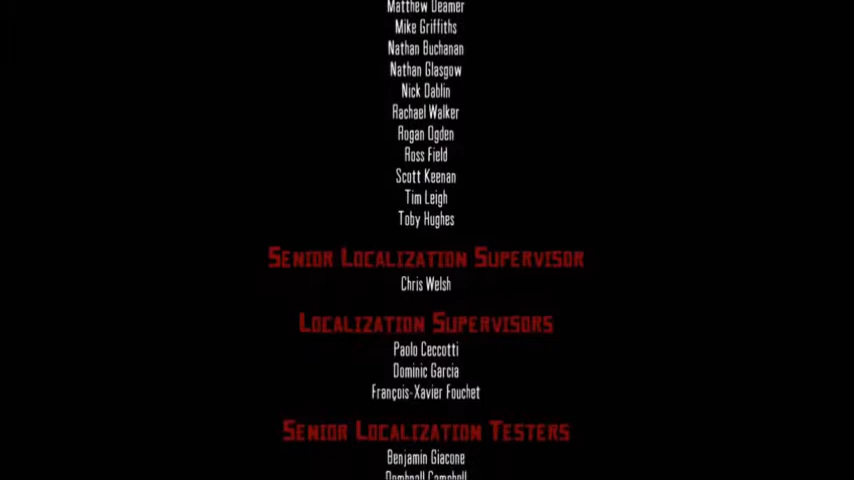 Matthew Deamer
Mike Griffiths
Nathan Buchanan
Nathan Glasgow
Nick Dablin
Rachael Walker
Rogan Ogden
Ross Field
Scott Keenan
Tim Leigh
Toby Hughes
Senior Localization Supervisor
Chris Welsh
Localization Supervisors
Paolo Ceccotti
Dominic Garcia
François-Xavier Fouchet
Senior Localization Testers
Benjamin Giacone
Domhnall Campbell